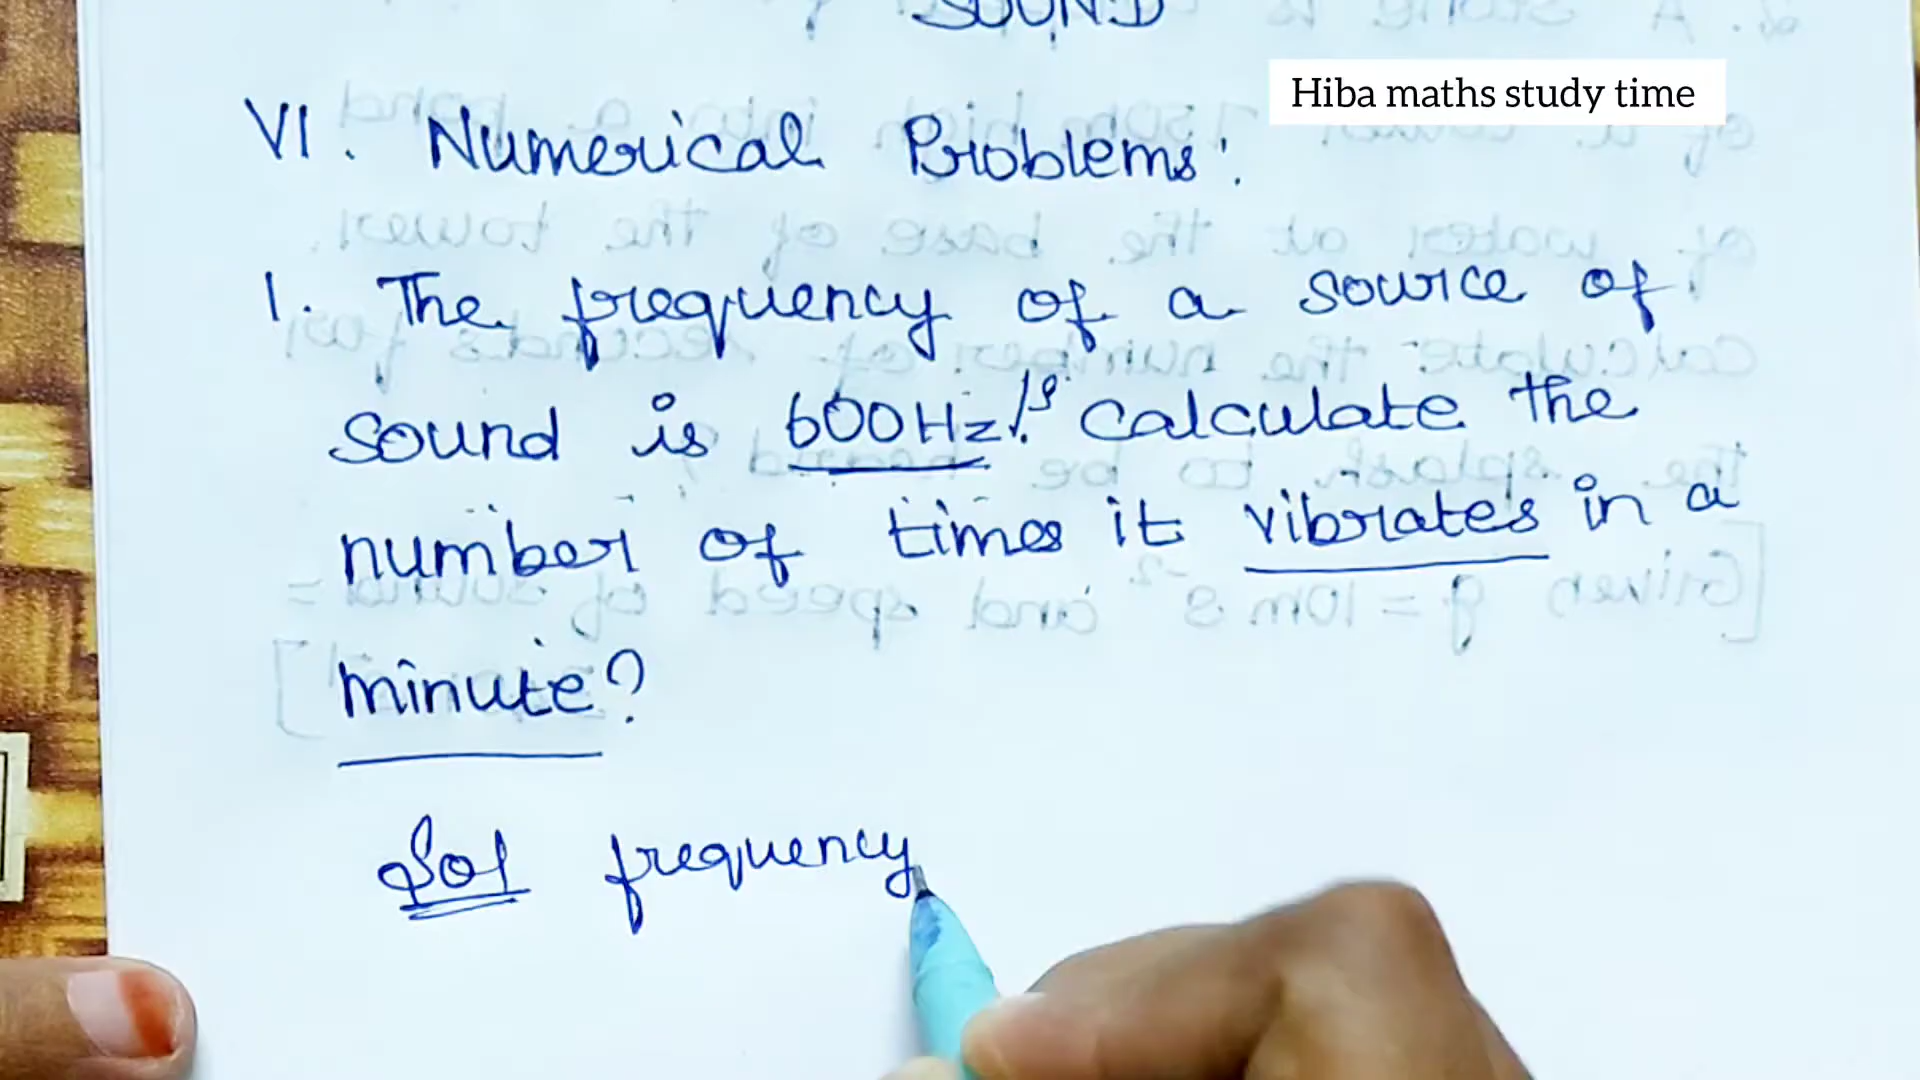 SOUND
Hiba maths study time
VI. Numerical Problems:
1. The frequency of a source of
sound is 600Hz/s. Calculate the
number of times it vibrates in a
minute?
Sol frequency